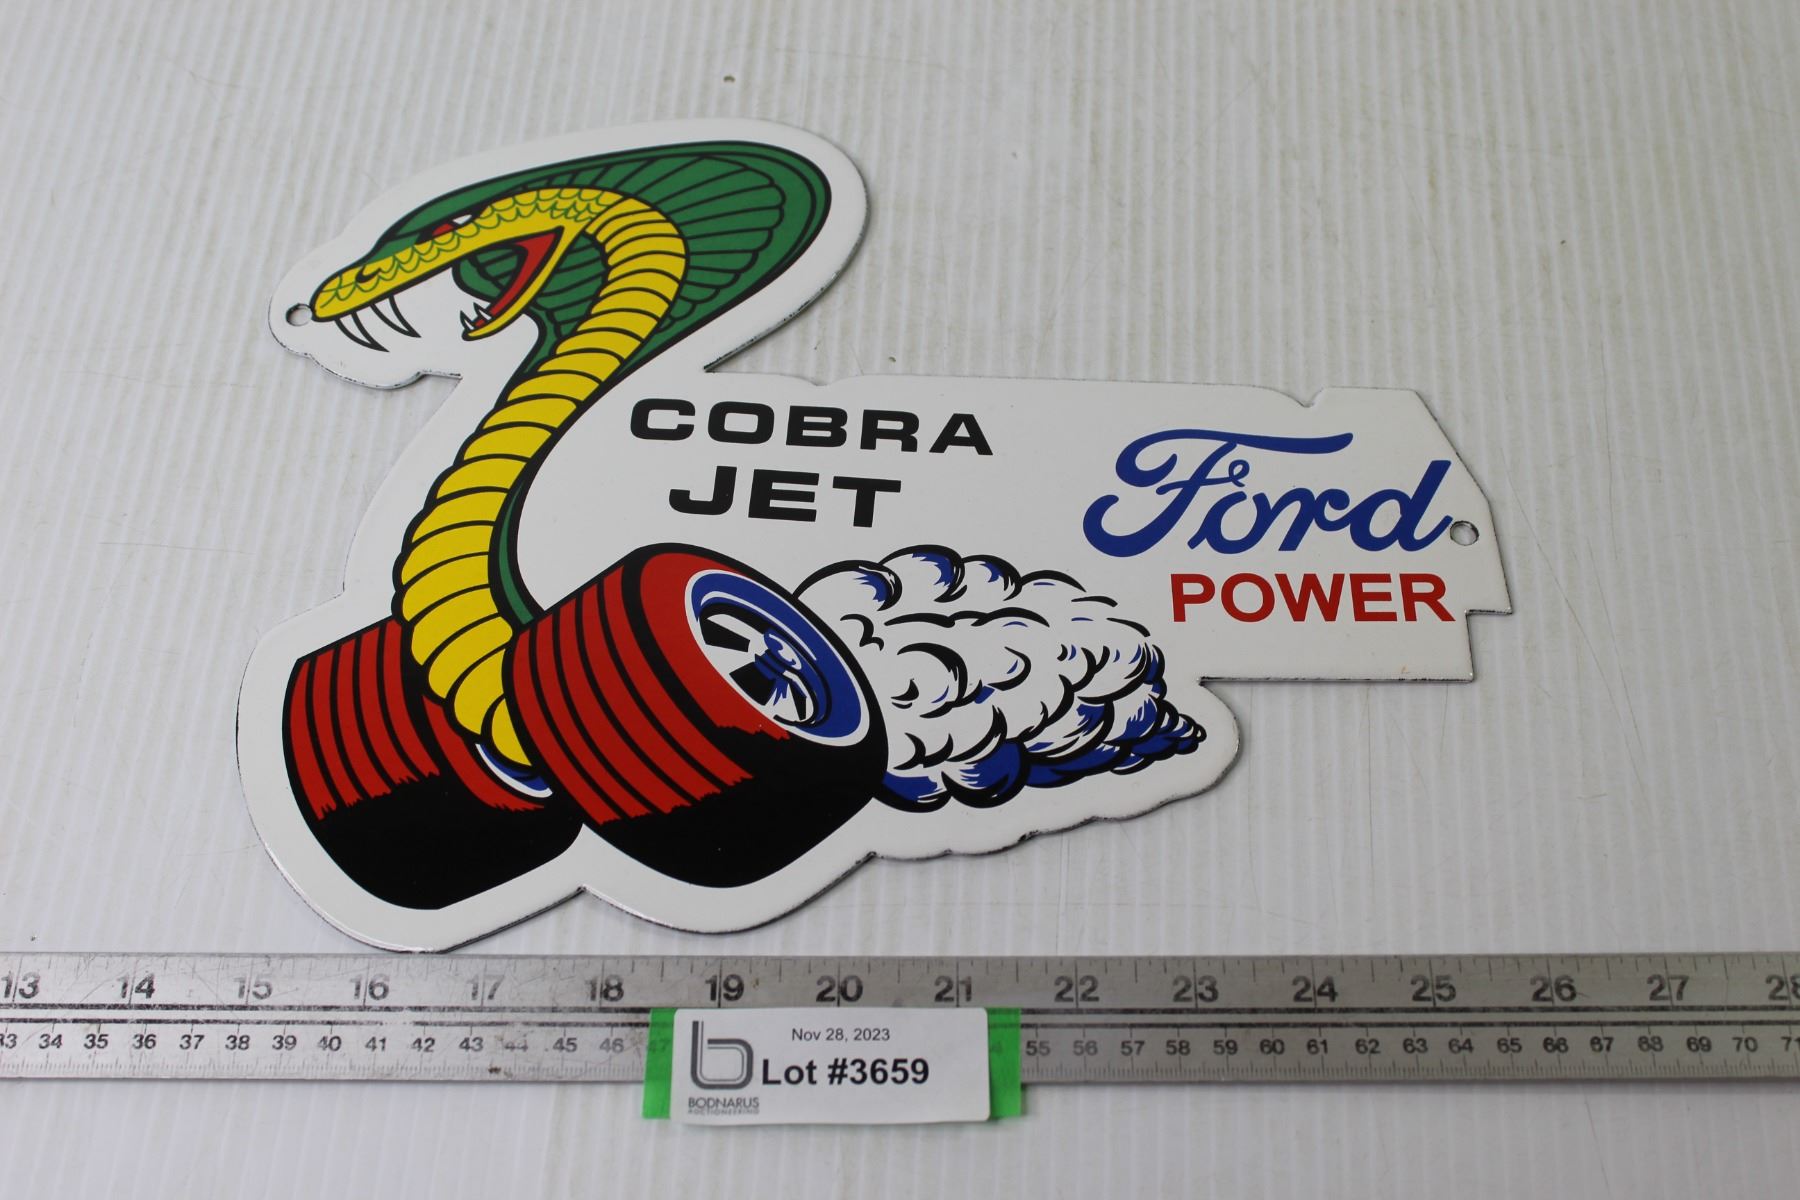 COBRA
JET
Ford
POWER
13 14 15 16 17 18 19 20 21 22 23 24 25 26 27 28
33 34 35 36 37 38 39 40 41 42 43 44 45 46 47 55 56 57 58 59 60 61 62 63 64 65 66 67 68 69 70 71
Nov 28, 2023
Lot #3659
BODNARUS
AUCTIONEERING